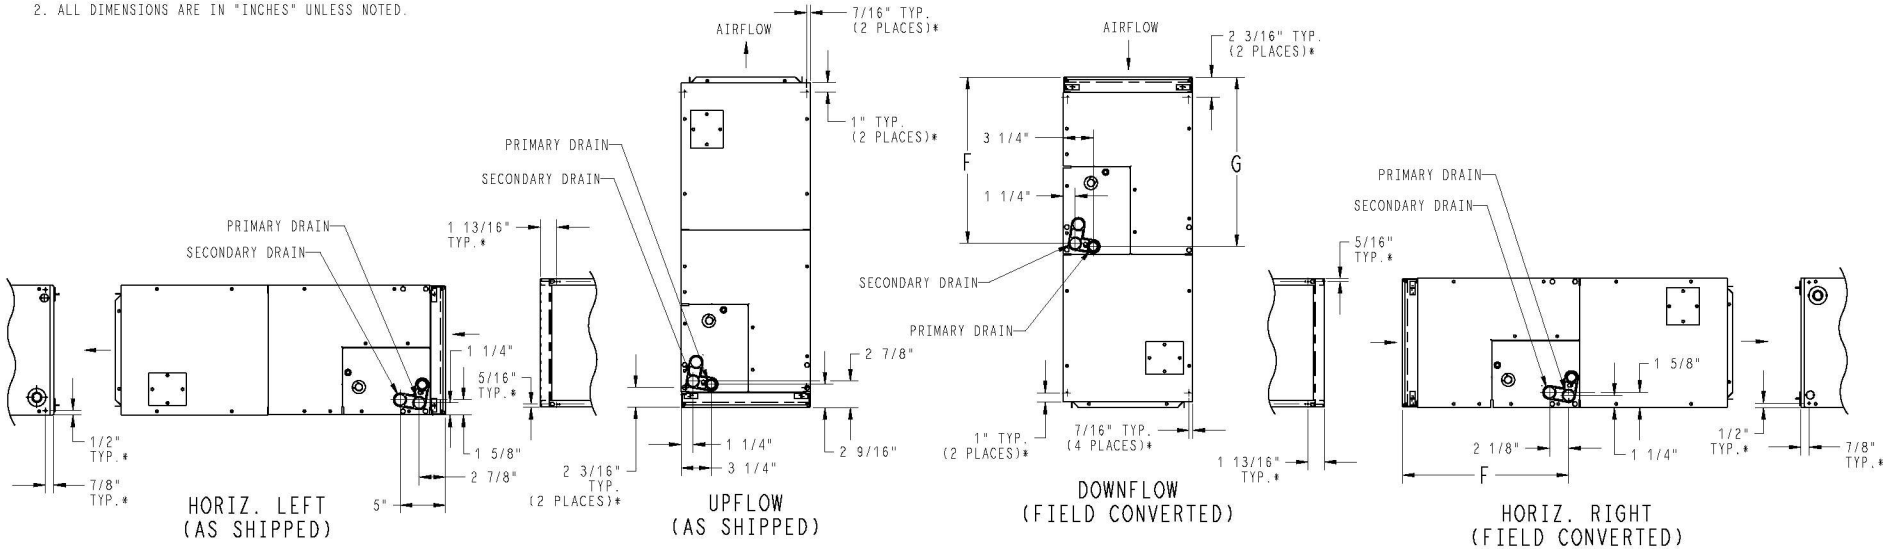 2. ALL DIMENSIONS ARE IN "INCHES" UNLESS NOTED.
PRIMARY DRAIN
SECONDARY DRAIN
1 1/4"
1/2"
TYP.*
1 5/8"
2 7/8"
7/8"
TYP.*
5"
HORIZ. LEFT
(AS SHIPPED)
AIRFLOW
7/16" TYP.
(2 PLACES)*
1" TYP.
(2 PLACES)*
PRIMARY DRAIN
SECONDARY DRAIN
1 13/16"
TYP.*
5/16"
TYP.*
2 7/8"
1 1/4"
2 9/16"
3 1/4"
2 3/16"
TYP.
(2 PLACES)*
UPFLOW
(AS SHIPPED)
AIRFLOW
2 3/16" TYP.
(2 PLACES)*
3 1/4"
F
G
1 1/4"
SECONDARY DRAIN
PRIMARY DRAIN
1" TYP.
(2 PLACES)*
7/16" TYP.
(4 PLACES)*
DOWNFLOW
(FIELD CONVERTED)
PRIMARY DRAIN
SECONDARY DRAIN
5/16"
TYP.*
1 5/8"
1/2"
TYP.*
2 1/8"
1 1/4"
1 13/16"
TYP.*
7/8"
TYP.*
F
HORIZ. RIGHT
(FIELD CONVERTED)